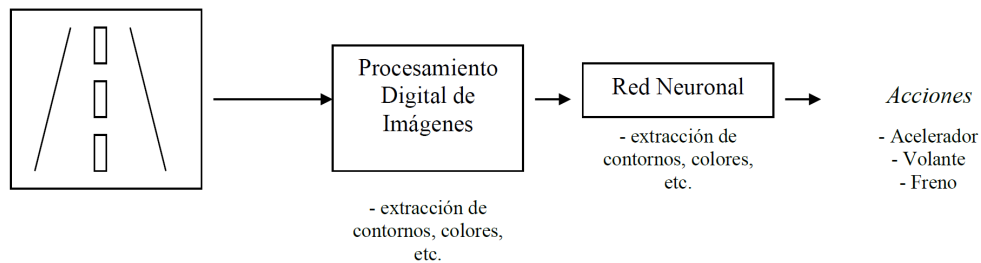 Procesamiento
Digital de
Imágenes
- extracción de
contornos, colores,
etc.
Red Neuronal
- extracción de
contornos, colores,
etc.
Acciones
- Acelerador
- Volante
- Freno